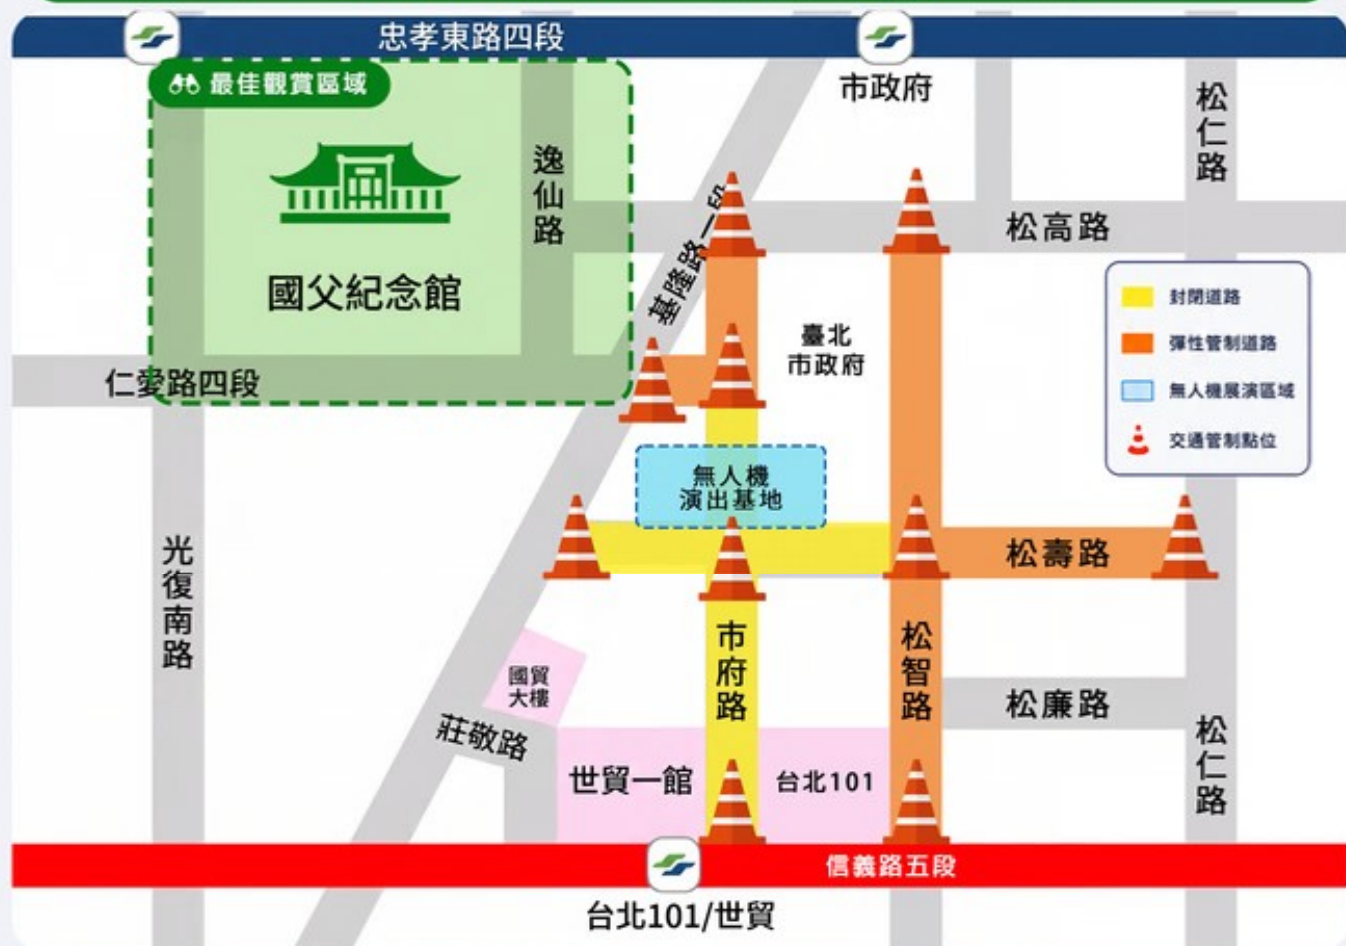 忠孝東路四段
最佳觀賞區域
市政府
松仁路
逸仙路
基隆路一段
松高路
國父紀念館
封閉道路
彈性管制道路
無人機展演區域
交通管制點位
臺北
市政府
仁愛路四段
無人機
演出基地
光復南路
松壽路
市府路
松智路
國貿
大樓
松廉路
莊敬路
松仁路
世貿一館
台北101
信義路五段
台北101/世貿